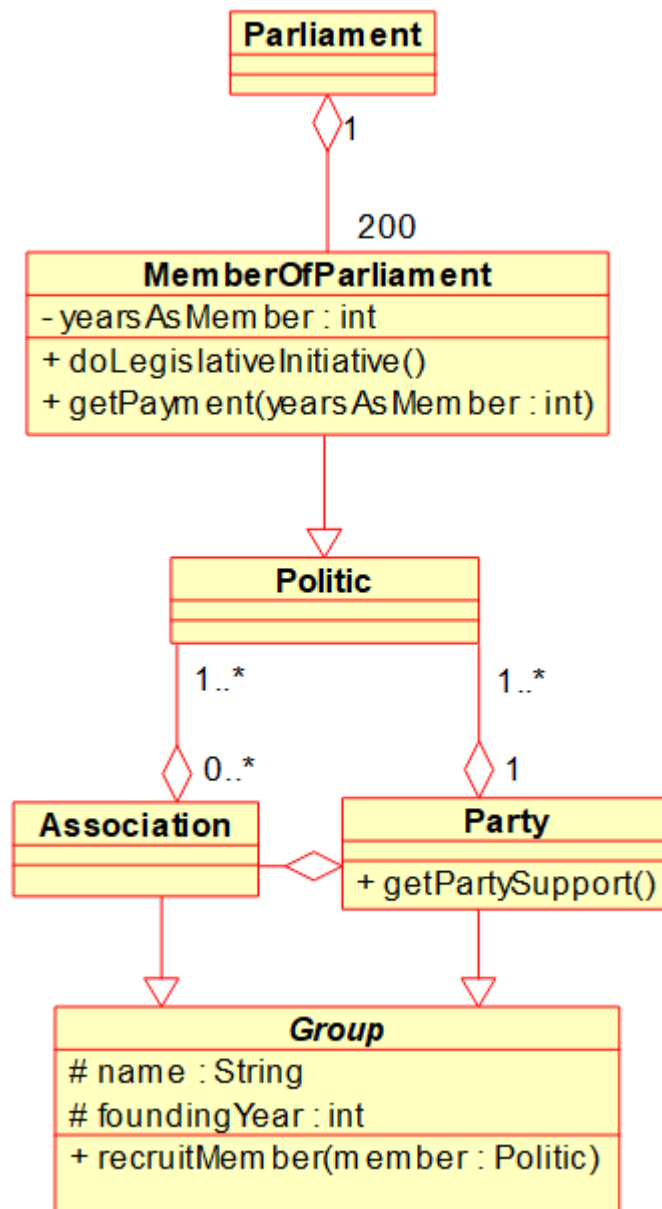 Parliament
1
200
MemberOfParliament
- yearsAsMember : int
+ doLegislativeInitiative()
+ getPayment(yearsAsMember : int)
Politic
1..*
1..*
0..*
1
Association
Party
+ getPartySupport()
Group
# name : String
# foundingYear : int
+ recruitMember(member : Politic)